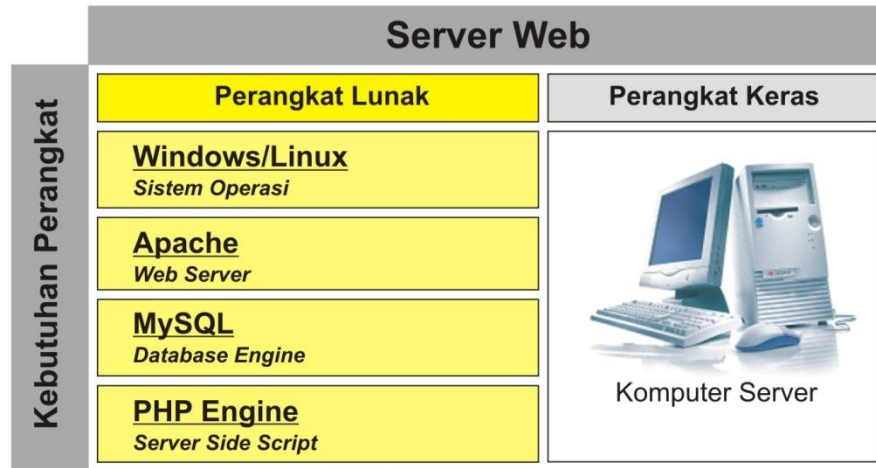 Server Web
Kebutuhan Perangkat
Perangkat Lunak
Windows/Linux
Sistem Operasi
Apache
Web Server
MySQL
Database Engine
PHP Engine
Server Side Script
Perangkat Keras
Komputer Server